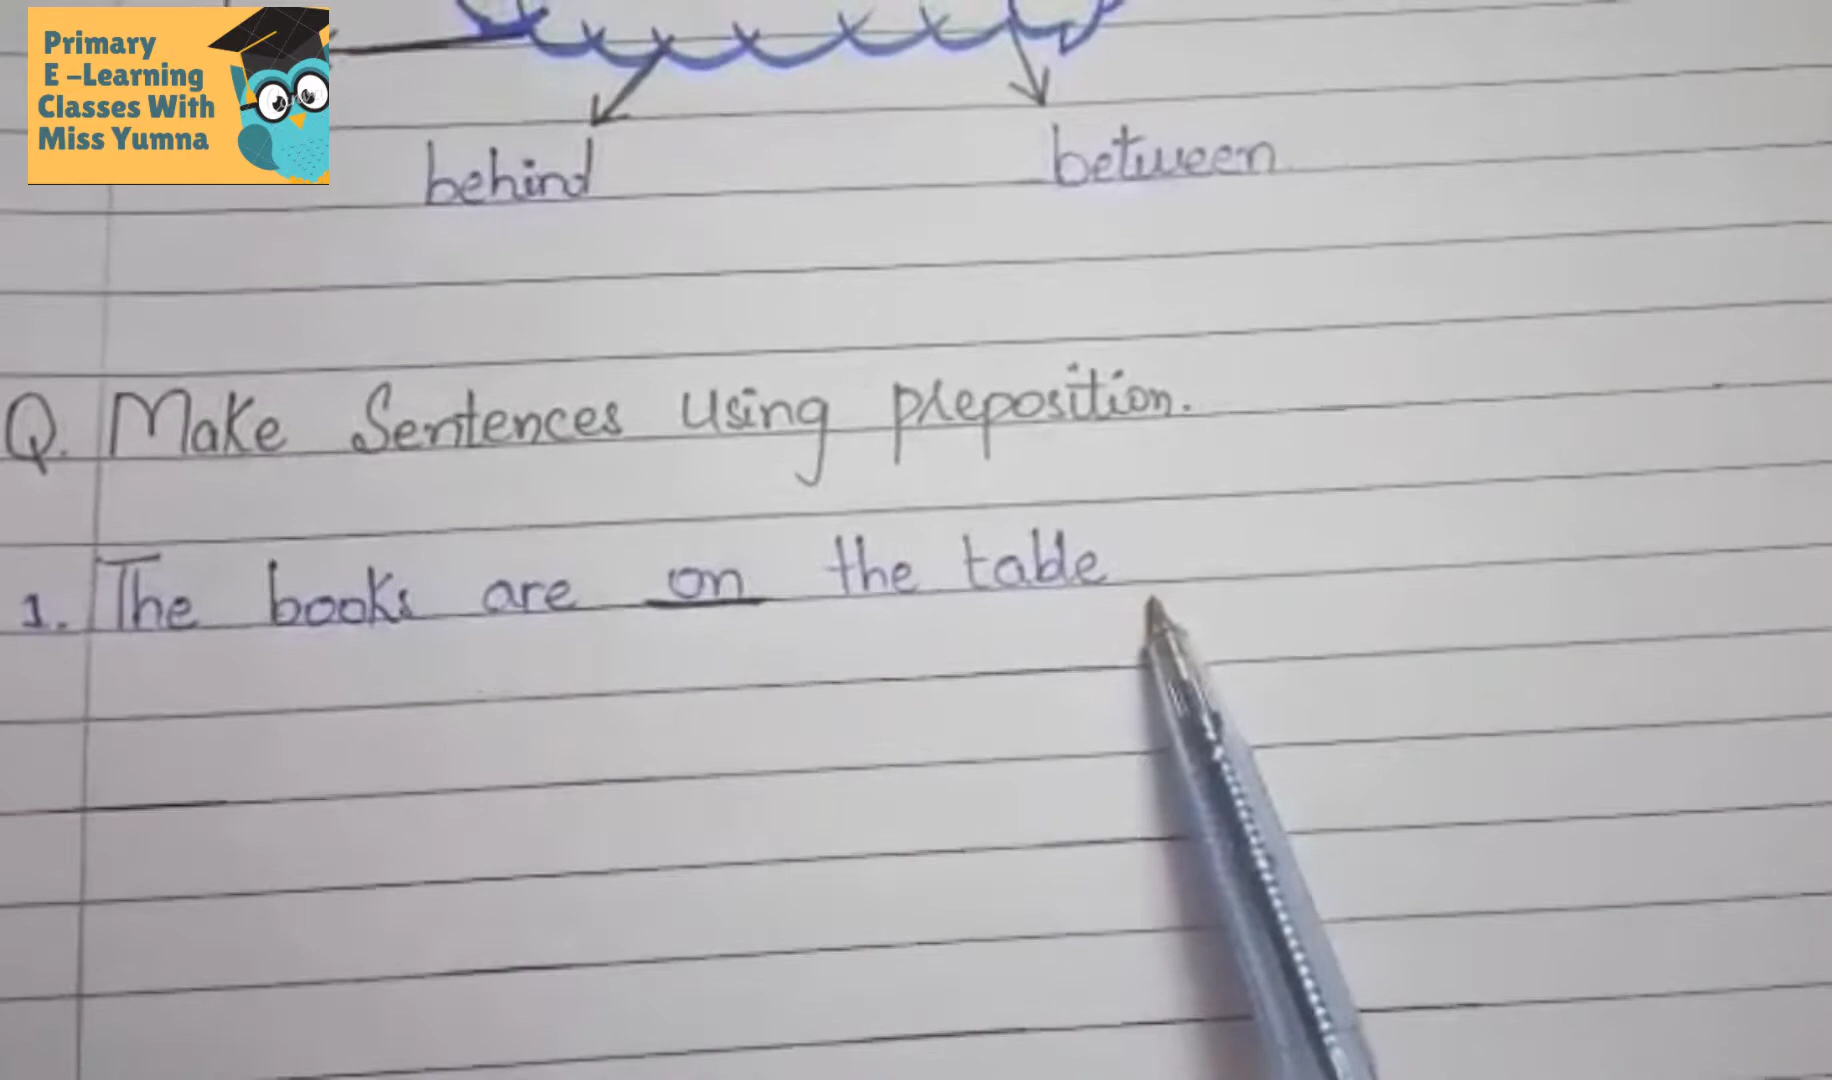 Primary
E -Learning
Classes With
Miss Yumna
behind between
Q. Make Sentences using preposition.
1. The books are on the table